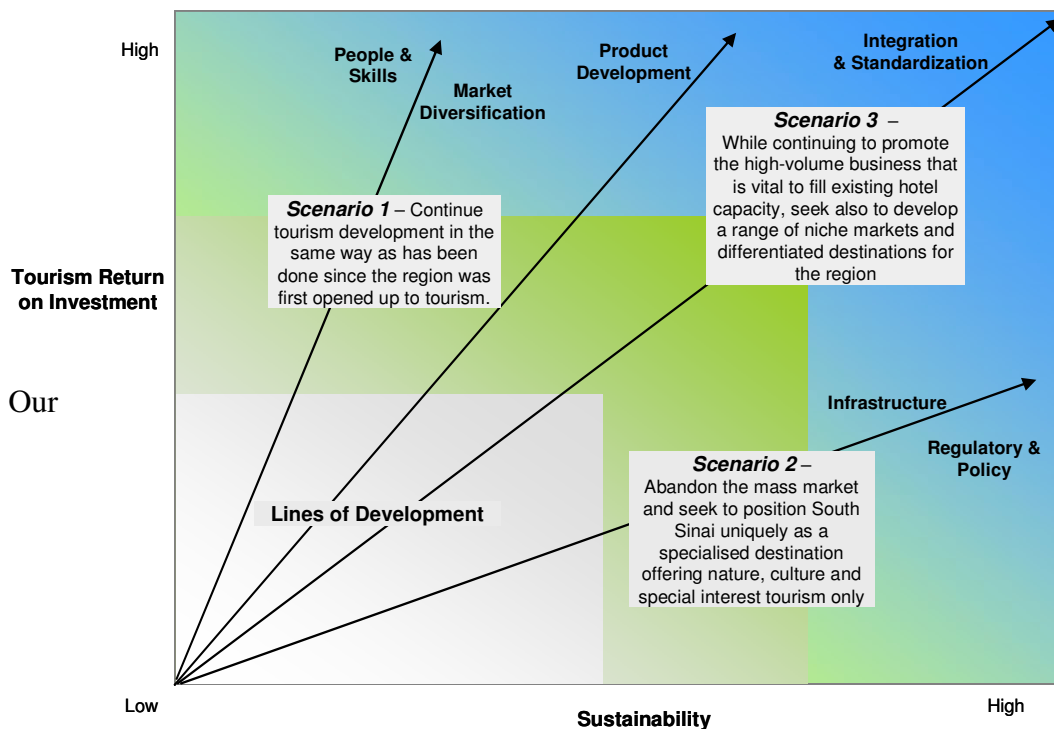 High
People &
Skills
Market
Diversification
Product
Development
Integration
& Standardization
Scenario 3 –
While continuing to promote
the high-volume business that
is vital to fill existing hotel
capacity, seek also to develop
a range of niche markets and
differentiated destinations for
the region
Scenario 1 – Continue
tourism development in the
same way as has been
done since the region was
first opened up to tourism.
Tourism Return
on Investment
Our
Infrastructure
Regulatory &
Policy
Scenario 2 –
Abandon the mass market
and seek to position South
Sinai uniquely as a
specialised destination
offering nature, culture and
special interest tourism only
Lines of Development
Low
Sustainability
High